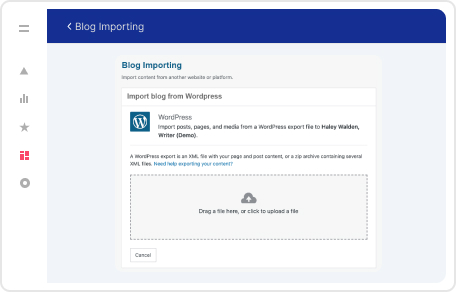 Blog Importing
Blog Importing
Import content from another website or platform.
Import blog from Wordpress
WordPress
Import posts, pages, and media from a WordPress export file to Haley Walden,
Writer (Demo).
A WordPress export is an XML file with your page and post content, or a zip archive containing several
XML files. Need help exporting your content?
Drag a file here, or click to upload a file
Cancel